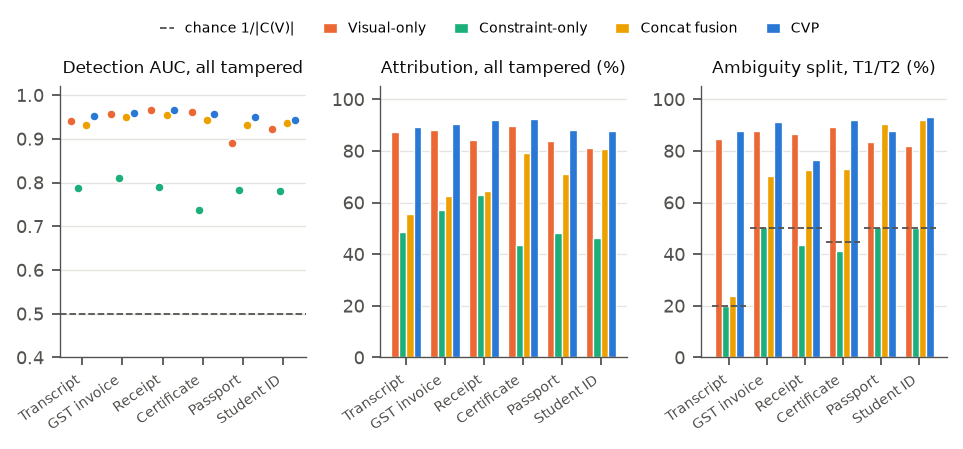 chance 1/|C(V)| Visual-only Constraint-only Concat fusion CVP
Detection AUC, all tampered
1.0
0.9
0.8
0.7
0.6
0.5
0.4
Transcript
GST invoice
Receipt
Certificate
Passport
Student ID
Attribution, all tampered (%)
100
80
60
40
20
0
Transcript
GST invoice
Receipt
Certificate
Passport
Student ID
Ambiguity split, T1/T2 (%)
100
80
60
40
20
0
Transcript
GST invoice
Receipt
Certificate
Passport
Student ID